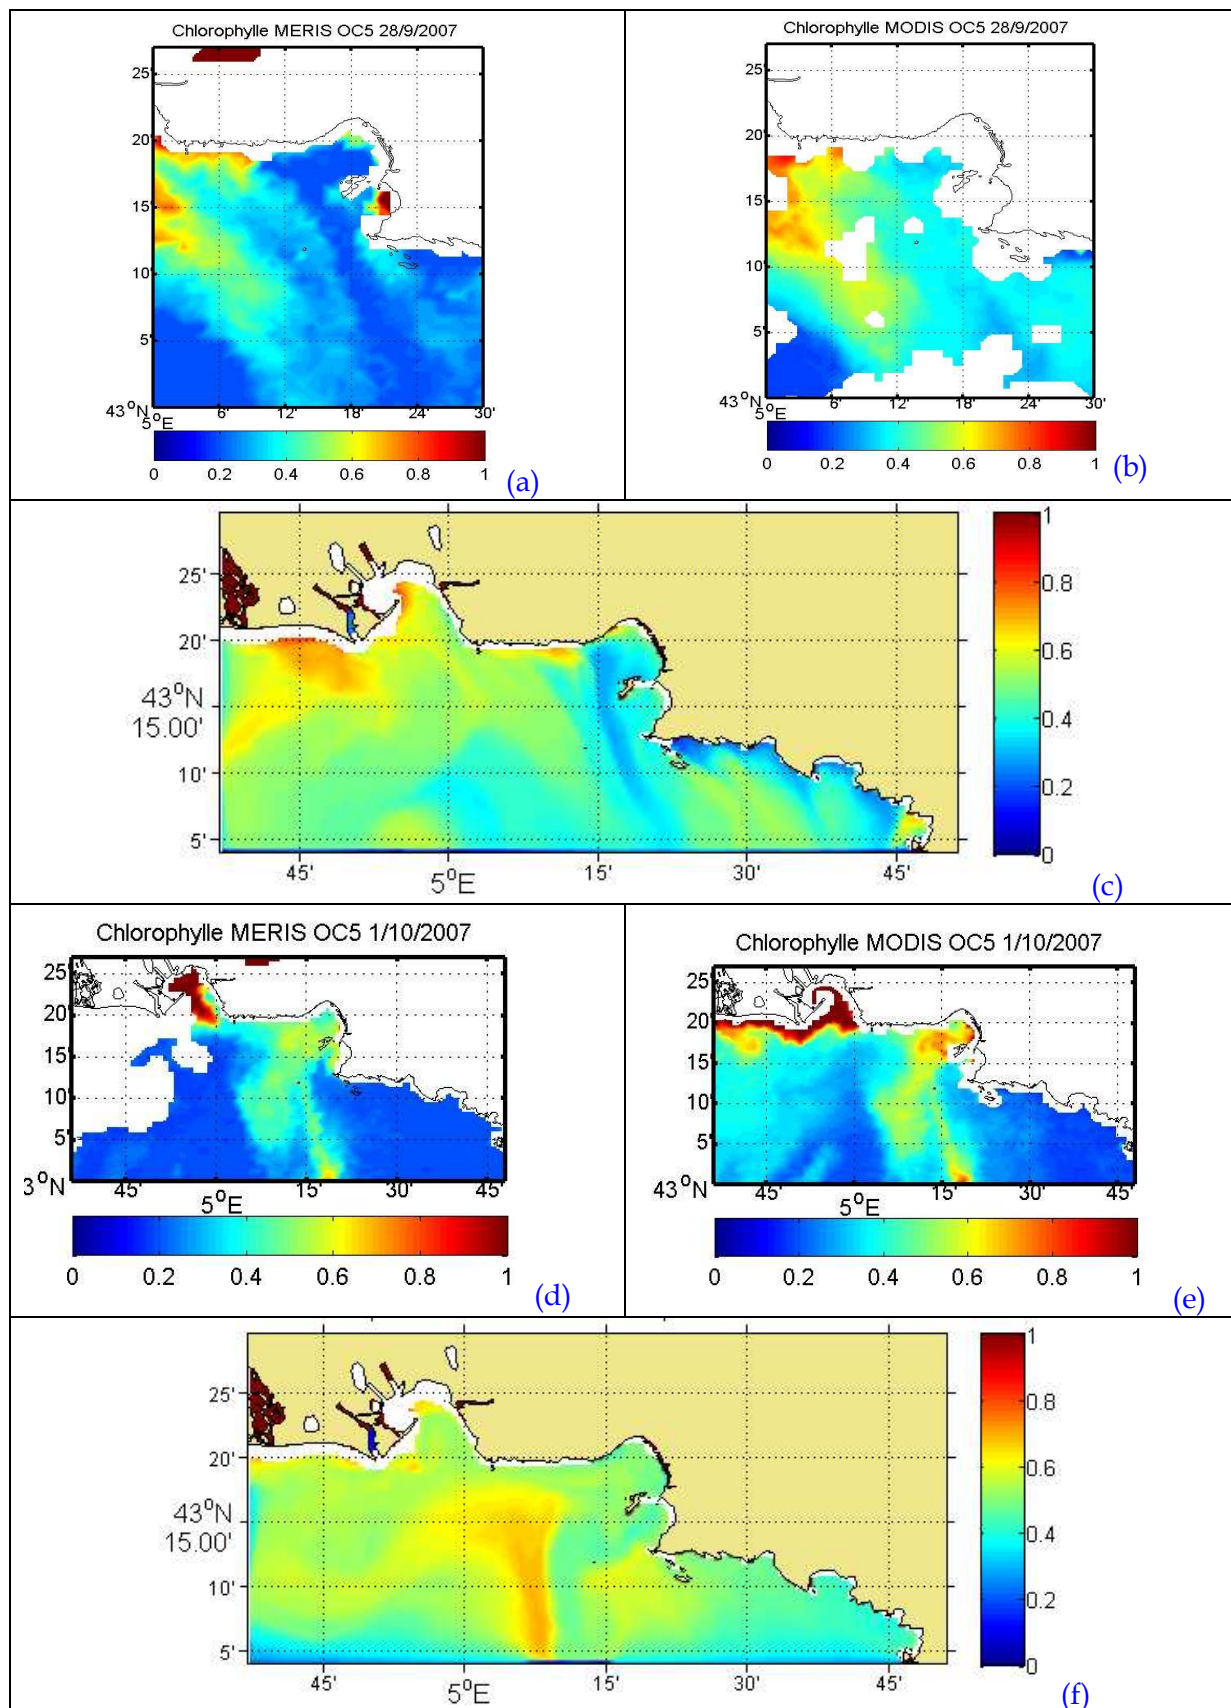 Chlorophylle MERIS OC5 28/9/2007
25'
20'
15'
10'
5'
43°N
5°E
6'
12'
18'
24'
30'
0 0.2 0.4 0.6 0.8 1
(a)
Chlorophylle MODIS OC5 28/9/2007
25'
20'
15'
10'
5'
43°N
5°E
6'
12'
18'
24'
30'
0 0.2 0.4 0.6 0.8 1
(b)
25'
20'
43°N
15.00'
10'
5'
45'
5°E
15'
30'
45'
1
0.8
0.6
0.4
0.2
0
(c)
Chlorophylle MERIS OC5 1/10/2007
25'
20'
15'
10'
5'
3°N
45'
5°E
15'
30'
45'
0 0.2 0.4 0.6 0.8 1
(d)
Chlorophylle MODIS OC5 1/10/2007
25'
20'
15'
10'
5'
43°N
45'
5°E
15'
30'
45'
0 0.2 0.4 0.6 0.8 1
(e)
25'
20'
43°N
15.00'
10'
5'
45'
5°E
15'
30'
45'
1
0.8
0.6
0.4
0.2
0
(f)